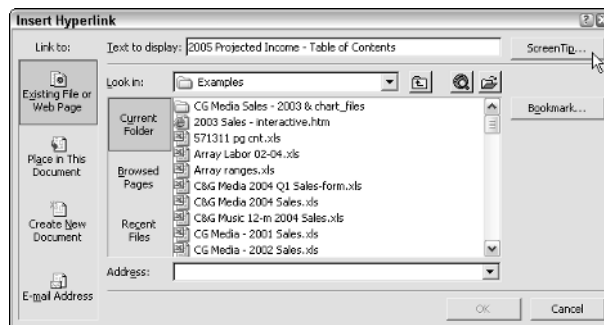 Insert Hyperlink
Link to:
Text to display: 2005 Projected Income - Table of Contents
ScreenTip...
Existing File or
Web Page
Place in This
Document
Create New
Document
E-mail Address
Look in: Examples
Bookmark...
Current
Folder
Browsed
Pages
Recent
Files
CG Media Sales - 2003 & chart_files
2003 Sales - interactive.htm
571311 pg cnt.xls
Array Labor 02-04.xls
Array ranges.xls
C&G Media 2004 Q1 Sales-form.xls
C&G Media 2004 Sales.xls
C&G Music 12-m 2004 Sales.xls
CG Media - 2001 Sales.xls
CG Media - 2002 Sales.xls
Address:
OK
Cancel